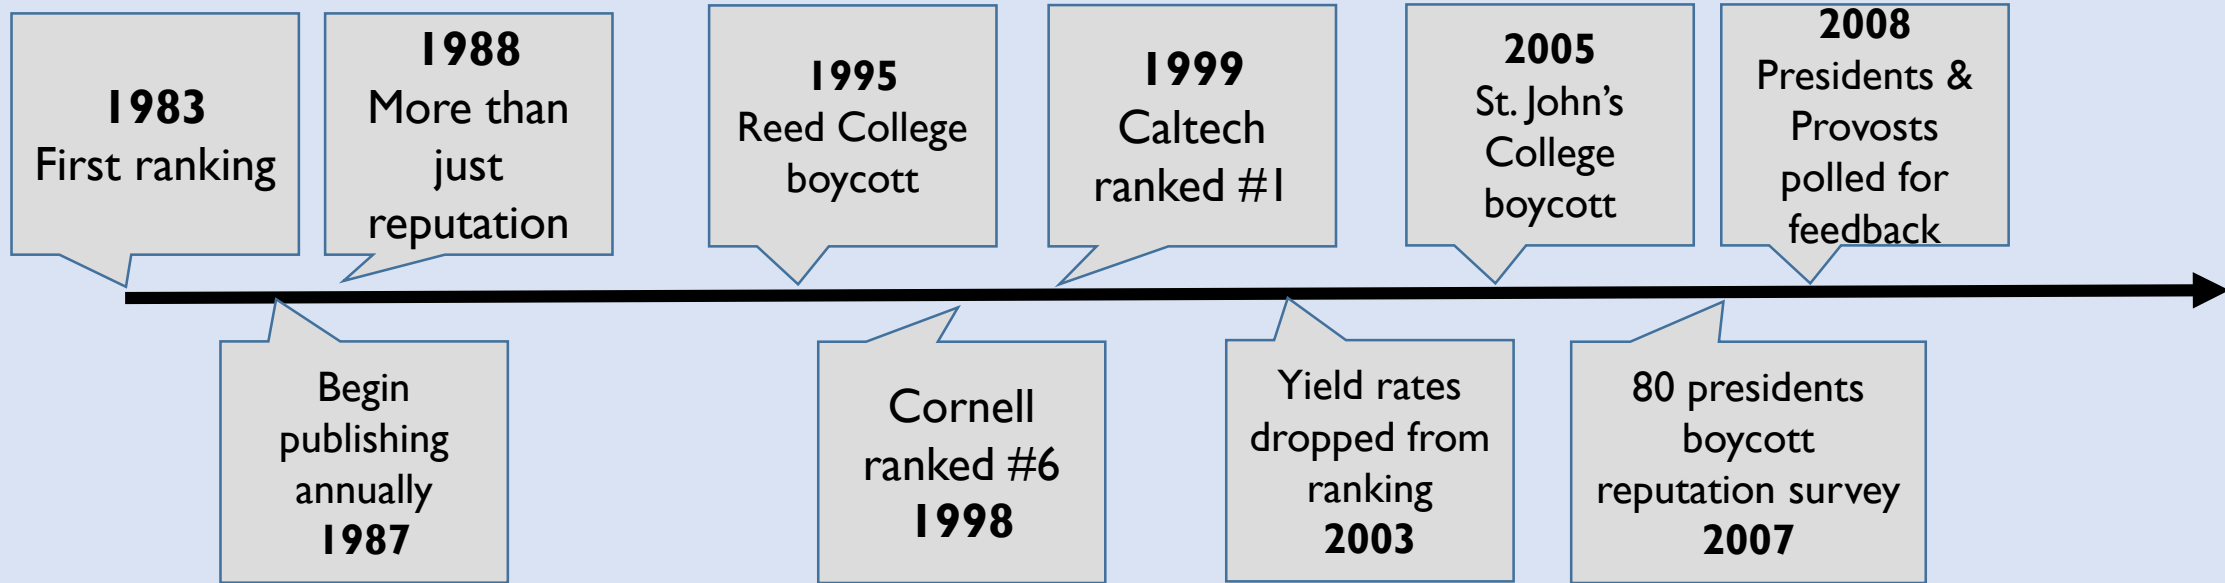 1983
First ranking
1988
More than
just
reputation
1995
Reed College
boycott
1999
Caltech
ranked #1
2005
St. John's
College
boycott
2008
Presidents &
Provosts
polled for
feedback
Begin
publishing
annually
1987
Cornell
ranked #6
1998
Yield rates
dropped from
ranking
2003
80 presidents
boycott
reputation survey
2007